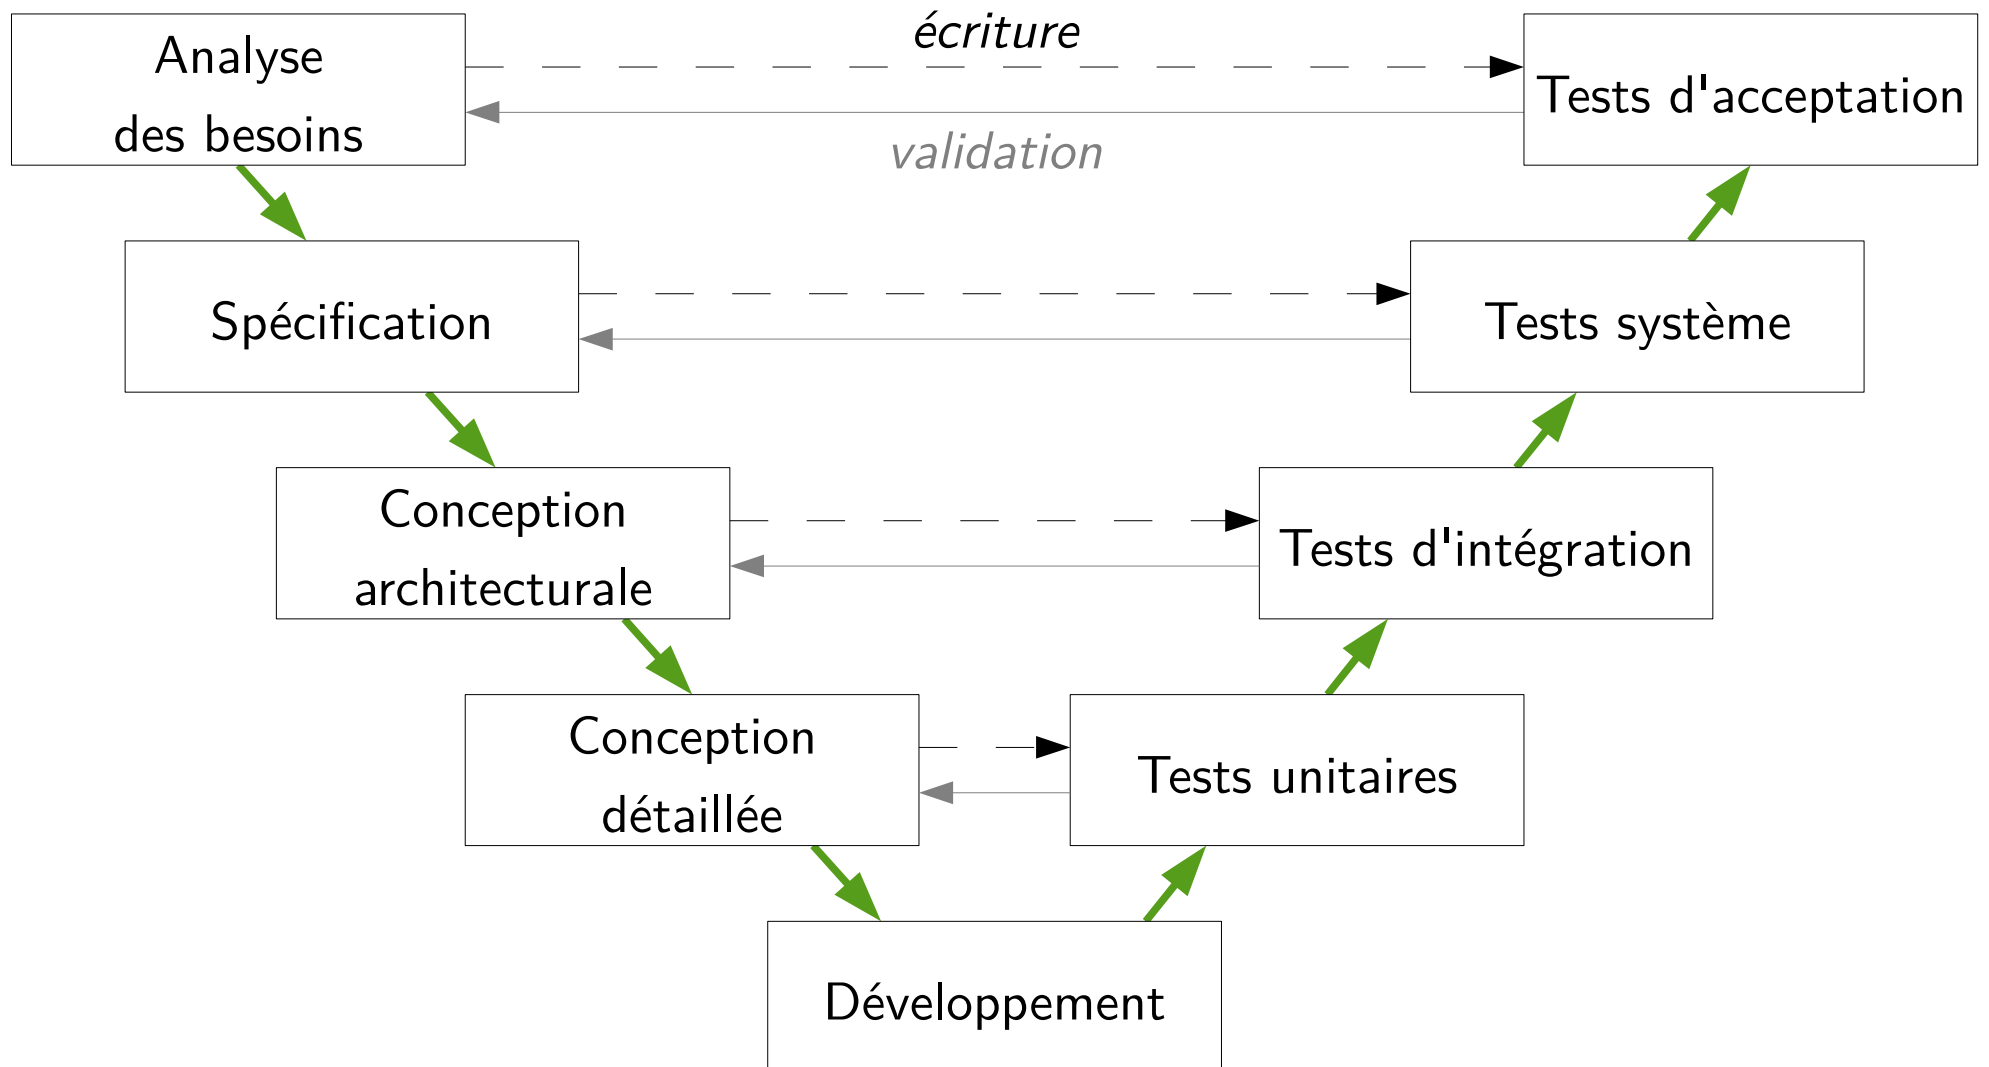 Analyse
des besoins
écriture
validation
Tests d'acceptation
Spécification
Tests système
Conception
architecturale
Tests d'intégration
Conception
détaillée
Tests unitaires
Développement